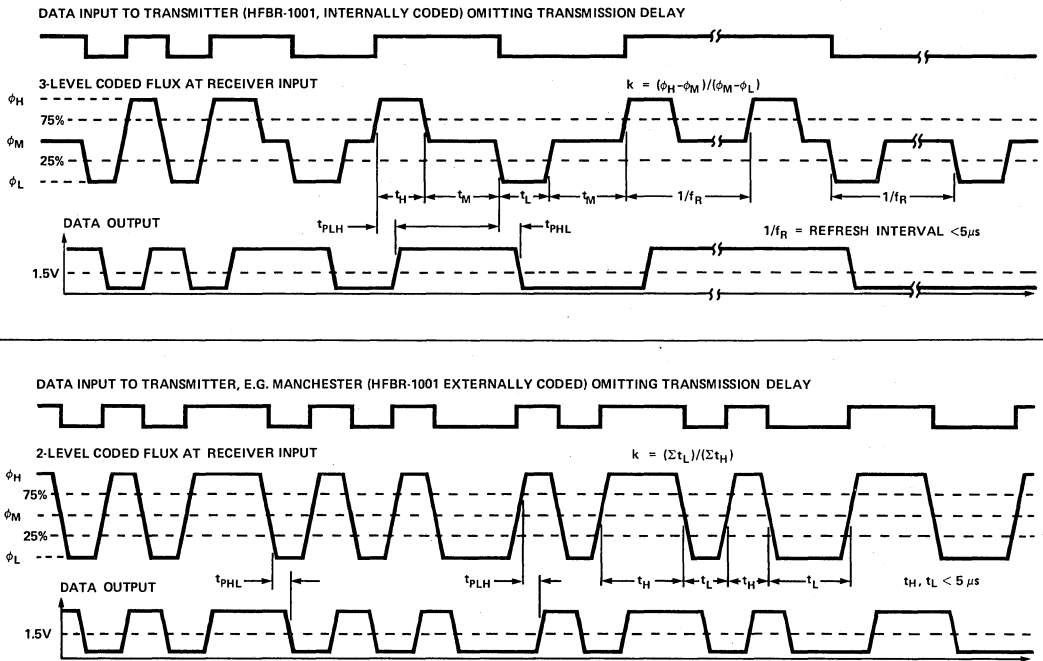 DATA INPUT TO TRANSMITTER (HFBR-1001, INTERNALLY CODED) OMITTING TRANSMISSION DELAY
3-LEVEL CODED FLUX AT RECEIVER INPUT
k = (ϕH-ϕM)/(ϕM-ϕL)
ϕH
75%
ϕM
25%
ϕL
tH
tM
tL
tM
1/fR
1/fR
DATA OUTPUT
tPLH
tPHL
1/fR = REFRESH INTERVAL <5μs
1.5V
DATA INPUT TO TRANSMITTER, E.G. MANCHESTER (HFBR-1001 EXTERNALLY CODED) OMITTING TRANSMISSION DELAY
2-LEVEL CODED FLUX AT RECEIVER INPUT
k = (ΣtL)/(ΣtH)
ϕH
75%
ϕM
25%
ϕL
tPHL
tPLH
tH
tL
tH
tL
tH, tL < 5 μs
DATA OUTPUT
1.5V